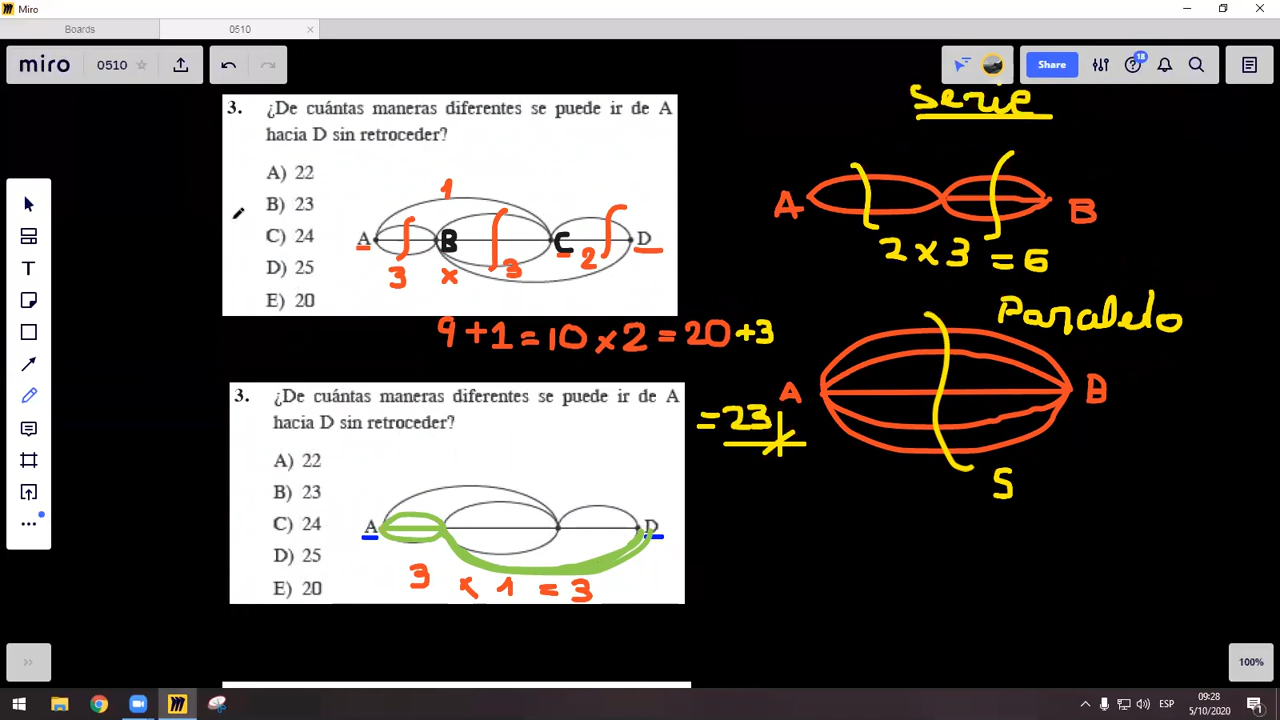 Miro
Boards
0510
miro
0510
Share
18
3. ¿De cuántas maneras diferentes se puede ir de A
hacia D sin retroceder?
A) 22
B) 23
C) 24
D) 25
E) 20
1
A B C D
3 x 3 2
9+1=10x2=20+3
=23
3. ¿De cuántas maneras diferentes se puede ir de A
hacia D sin retroceder?
A) 22
B) 23
C) 24
D) 25
E) 20
A D
3 x 1 = 3
Serie
A B
2 x 3 = 6
Paralelo
A B
5
100%
ESP
09:28
5/10/2020
1